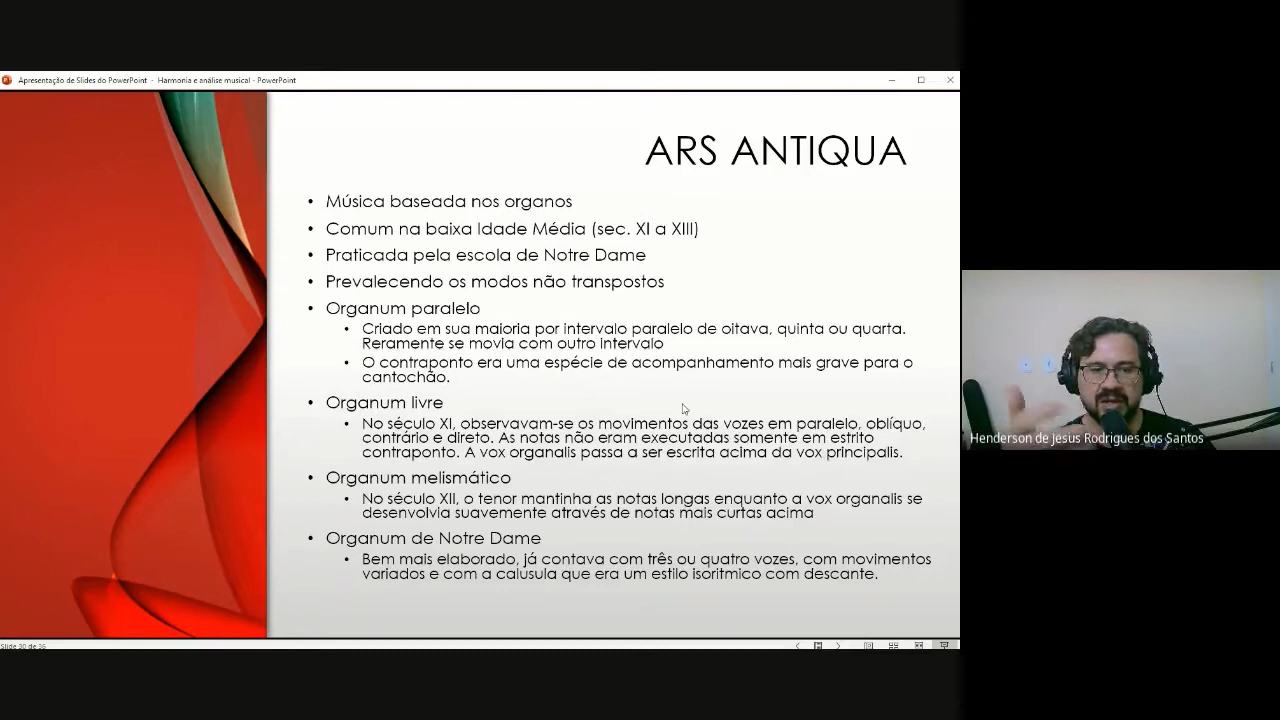 Apresentação de Slides do PowerPoint - Harmonia e análise musical - PowerPoint
ARS ANTIQUA
• Música baseada nos organos
• Comum na baixa Idade Média (sec. XI a XIII)
• Praticada pela escola de Notre Dame
• Prevalecendo os modos não transpostos
• Organum paralelo
• Criado em sua maioria por intervalo paralelo de oitava, quinta ou quarta.
Reramente se movia com outro intervalo
• O contraponto era uma espécie de acompanhamento mais grave para o
cantochão.
• Organum livre
• No século XI, observavam-se os movimentos das vozes em paralelo, oblíquo,
contrário e direto. As notas não eram executadas somente em estrito
contraponto. A vox organalis passa a ser escrita acima da vox principalis.
• Organum melismático
• No século XII, o tenor mantinha as notas longas enquanto a vox organalis se
desenvolvia suavemente através de notas mais curtas acima
• Organum de Notre Dame
• Bem mais elaborado, já contava com três ou quatro vozes, com movimentos
variados e com a calusula que era um estilo isoritmico com descante.
Slide 30 de 36
Henderson de Jesus Rodrigues dos Santos